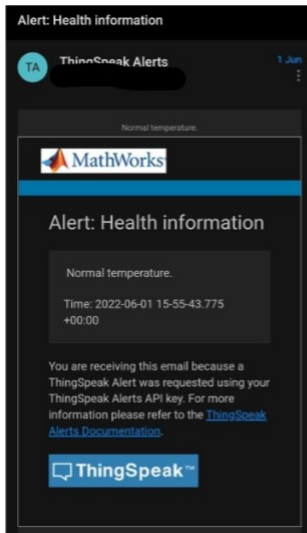 Alert: Health information
TA
ThingSpeak Alerts
1 Jun
Normal temperature.
MathWorks®
Alert: Health information
Normal temperature.
Time: 2022-06-01 15-55-43.775
+00:00
You are receiving this email because a
ThingSpeak Alert was requested using your
ThingSpeak Alerts API key. For more
information please refer to the ThingSpeak
Alerts Documentation.
ThingSpeak™